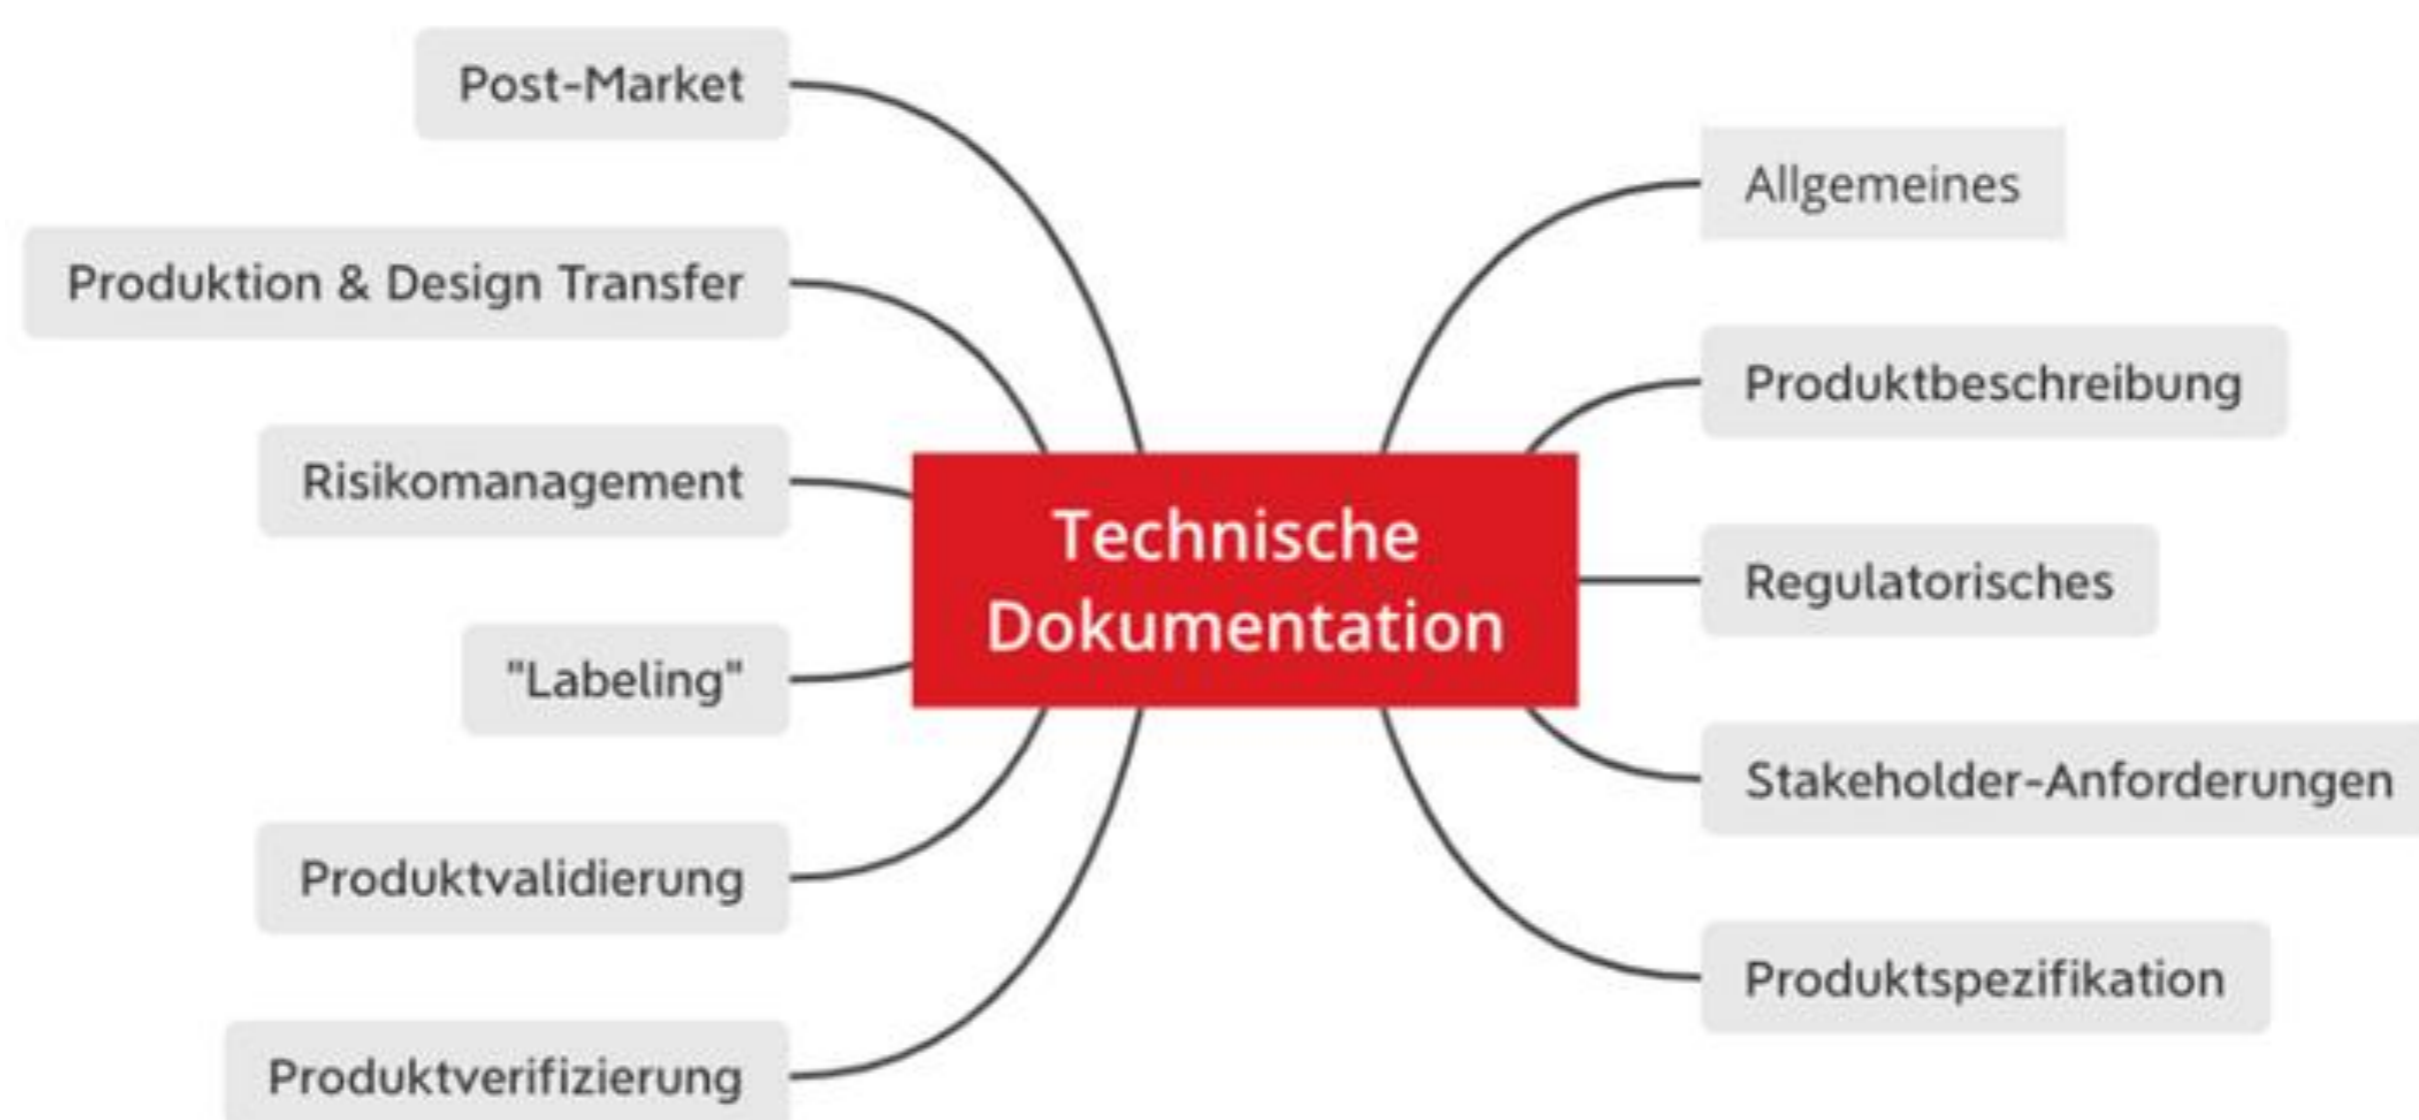 Post-Market
Produktion & Design Transfer
Risikomanagement
"Labeling"
Produktvalidierung
Produktverifizierung
Technische
Dokumentation
Allgemeines
Produktbeschreibung
Regulatorisches
Stakeholder-Anforderungen
Produktspezifikation